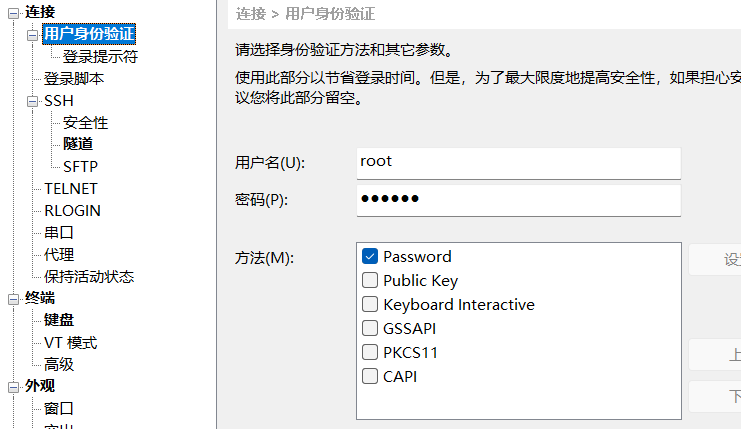 连接
用户身份验证
登录提示符
登录脚本
SSH
安全性
隧道
SFTP
TELNET
RLOGIN
串口
代理
保持活动状态
终端
键盘
VT 模式
高级
外观
窗口
突出
连接 > 用户身份验证
请选择身份验证方法和其它参数。
使用此部分以节省登录时间。但是，为了最大限度地提高安全性，如果担心安
议您将此部分留空。
用户名(U):
root
密码(P):
●●●●●●
方法(M):
Password
Public Key
Keyboard Interactive
GSSAPI
PKCS11
CAPI
设
上
下